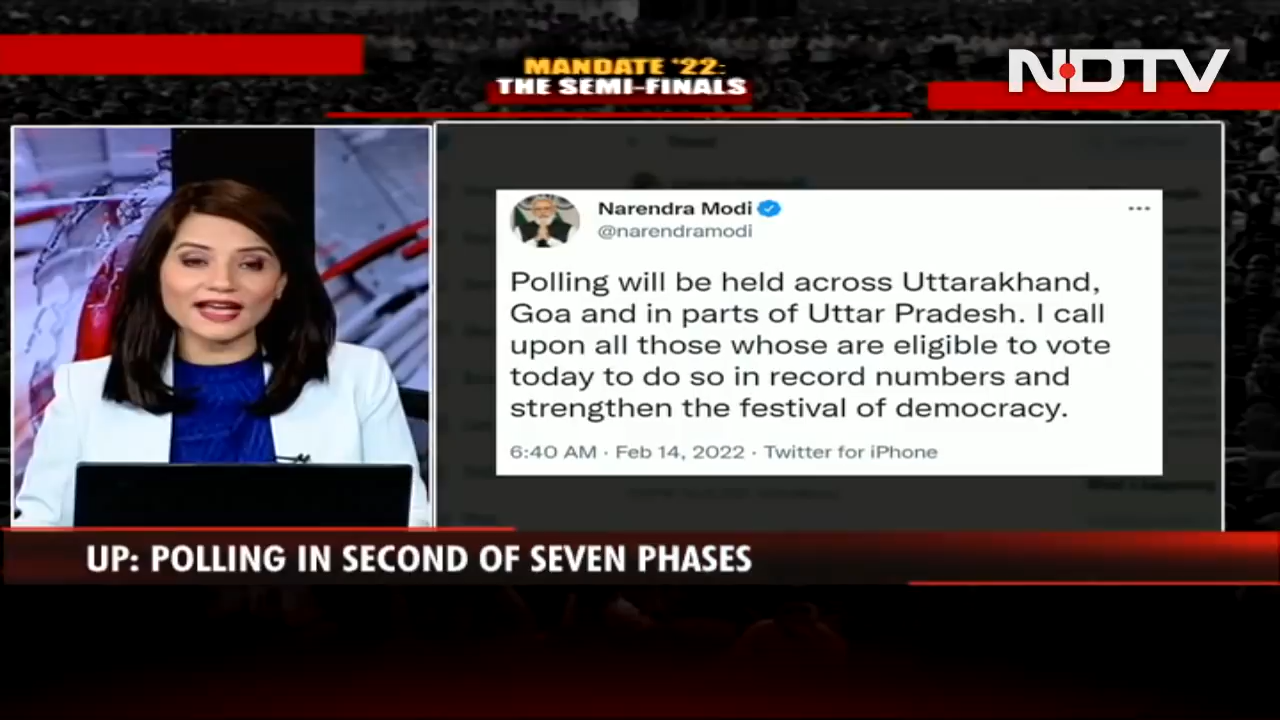 MANDATE '22:
THE SEMI-FINALS
NDTV
Narendra Modi
@narendramodi
Polling will be held across Uttarakhand,
Goa and in parts of Uttar Pradesh. I call
upon all those whose are eligible to vote
today to do so in record numbers and
strengthen the festival of democracy.
6:40 AM · Feb 14, 2022 · Twitter for iPhone
UP: POLLING IN SECOND OF SEVEN PHASES